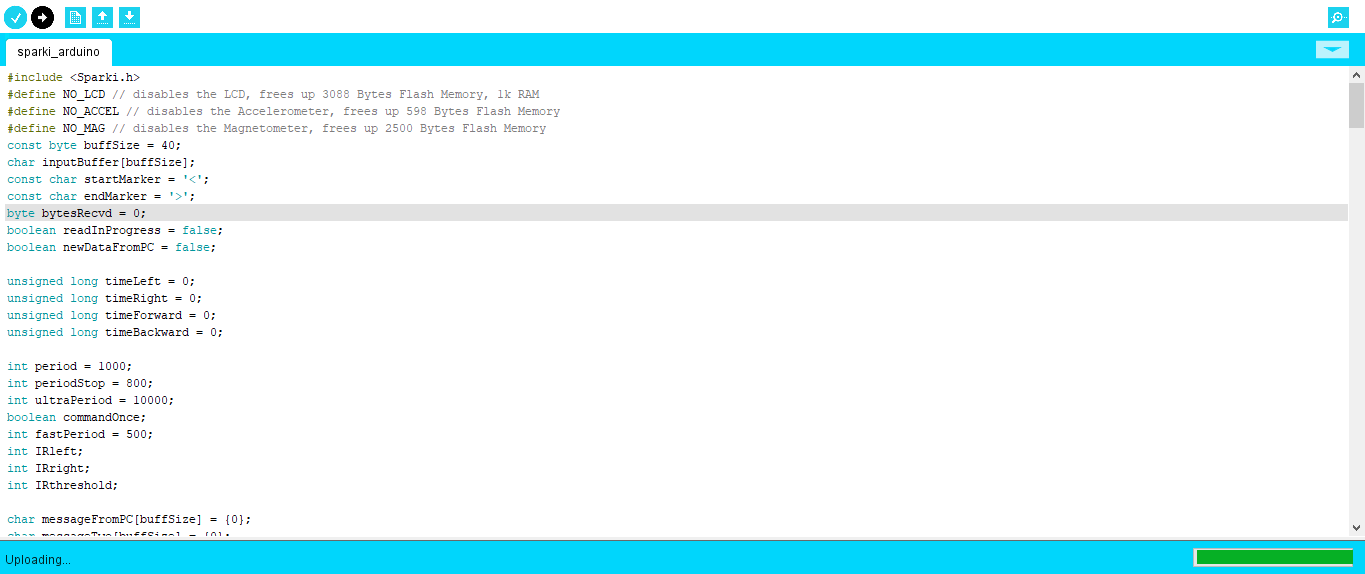 sparki_arduino
#include <Sparki.h>
#define NO_LCD // disables the LCD, frees up 3088 Bytes Flash Memory, 1k RAM
#define NO_ACCEL // disables the Accelerometer, frees up 598 Bytes Flash Memory
#define NO_MAG // disables the Magnetometer, frees up 2500 Bytes Flash Memory
const byte buffSize = 40;
char inputBuffer[buffSize];
const char startMarker = '<';
const char endMarker = '>';
byte bytesRecvd = 0;
boolean readInProgress = false;
boolean newDataFromPC = false;
unsigned long timeLeft = 0;
unsigned long timeRight = 0;
unsigned long timeForward = 0;
unsigned long timeBackward = 0;
int period = 1000;
int periodStop = 800;
int ultraPeriod = 10000;
boolean commandOnce;
int fastPeriod = 500;
int IRleft;
int IRright;
int IRthreshold;
char messageFromPC[buffSize] = {0};
char messageTwo[buffSize] = {0};
Uploading...